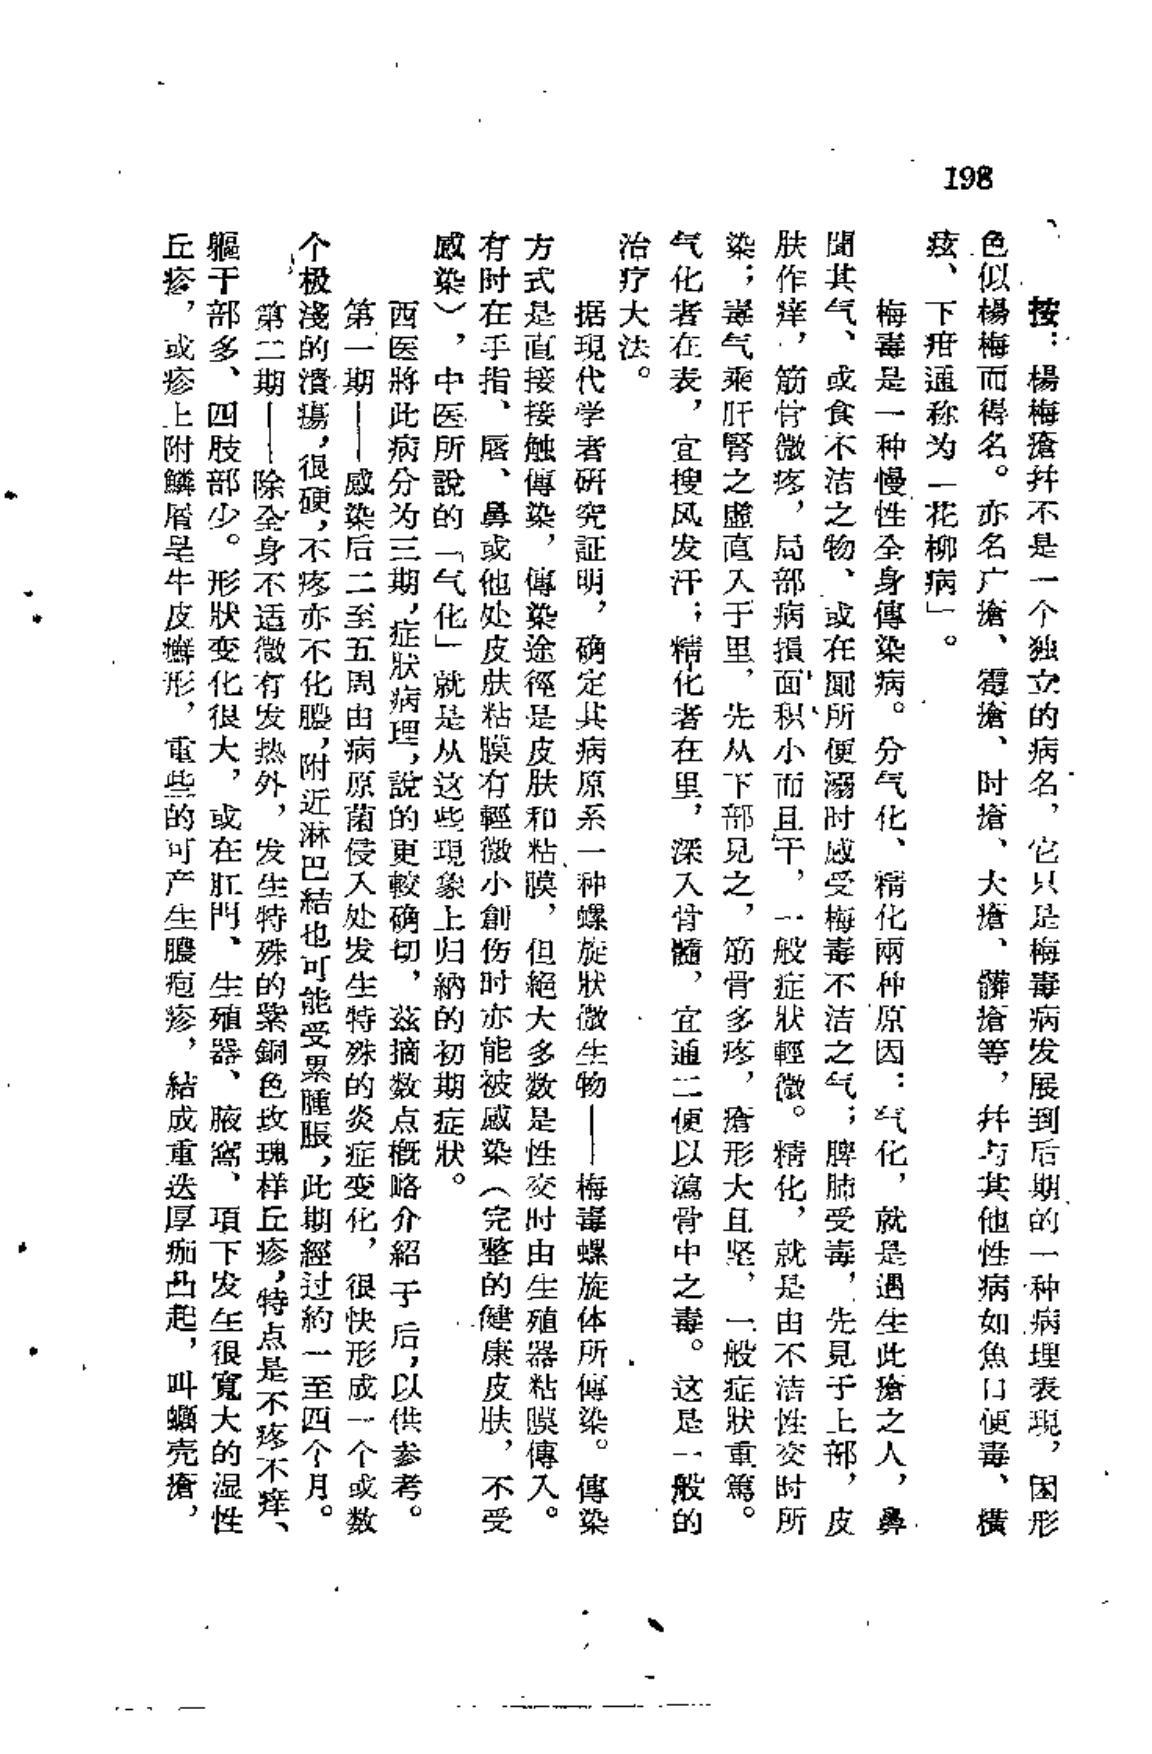 198
按：楊梅瘡幷不是一个独立的病名，它只是梅毒病发展到后期的一种病理表現，因形
色似楊梅而得名。亦名广瘡、霉瘡、时瘡、大瘡、髒瘡等，幷与其他性病如魚口便毒、橫
痃、下疳通称为「花柳病」。
梅毒是一种慢性全身傳染病。分气化、精化兩种原因：气化，就是遇生此瘡之人，鼻
聞其气、或食不洁之物、或在圊所便溺时感受梅毒不洁之气；脾肺受毒，先見于上部，皮
肤作痒，筋骨微疼，局部病損面积小而且干，一般症狀輕微。精化，就是由不洁性交时所
染；毒气乘肝腎之虛直入于里，先从下部見之，筋骨多疼，瘡形大且坚，一般症狀重篤。
气化者在表，宜搜风发汗；精化者在里，深入骨髓，宜通二便以瀉骨中之毒。这是一般的
治疗大法。
据現代学者研究証明，确定其病原系一种螺旋狀微生物——梅毒螺旋体所傳染。傳染
方式是直接接触傳染，傳染途徑是皮肤和粘膜，但絕大多数是性交时由生殖器粘膜傳入。
有时在手指、唇、鼻或他处皮肤粘膜有輕微小創伤时亦能被感染（完整的健康皮肤，不受
感染），中医所說的「气化」就是从这些現象上归納的初期症狀。
西医將此病分为三期，症狀病理，說的更較确切，茲摘数点概略介紹于后，以供参考。
第一期——感染后二至五周由病原菌侵入处发生特殊的炎症变化，很快形成一个或数
个极淺的潰瘍，很硬，不疼亦不化膿，附近淋巴結也可能受累腫脹，此期經过約一至四个月。
第二期——除全身不适微有发热外，发生特殊的紫銅色玫瑰样丘疹，特点是不疼不痒、
軀干部多、四肢部少。形狀变化很大，或在肛門、生殖器、腋窩、項下发生很寬大的湿性
丘疹，或疹上附鱗屑是牛皮癬形，重些的可产生膿疱疹，結成重迭厚痂凸起，叫蠣壳瘡，